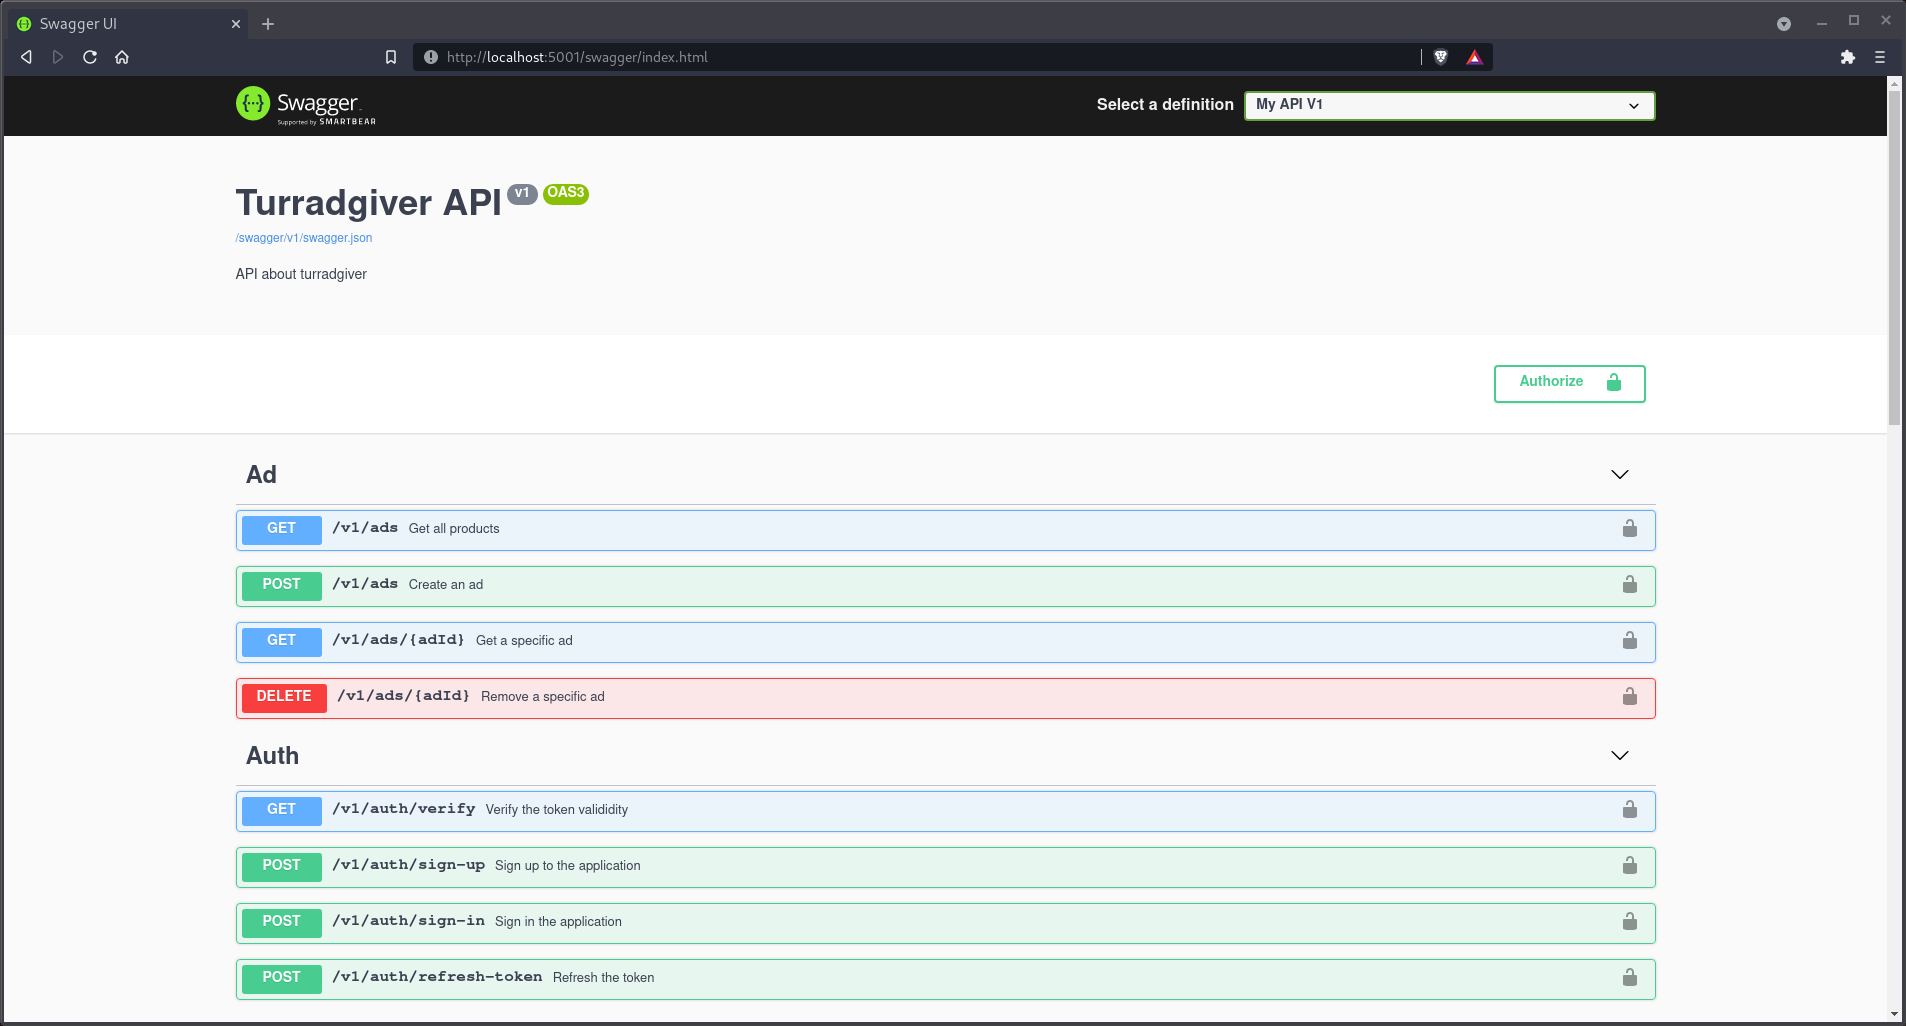 Swagger UI
http://localhost:5001/swagger/index.html
Swagger
Supported by SMARTBEAR
Select a definition My API V1
Turradgiver API v1 OAS3
/swagger/v1/swagger.json
API about turradgiver
Authorize
Ad
GET /v1/ads Get all products
POST /v1/ads Create an ad
GET /v1/ads/{adId} Get a specific ad
DELETE /v1/ads/{adId} Remove a specific ad
Auth
GET /v1/auth/verify Verify the token valididity
POST /v1/auth/sign-up Sign up to the application
POST /v1/auth/sign-in Sign in the application
POST /v1/auth/refresh-token Refresh the token